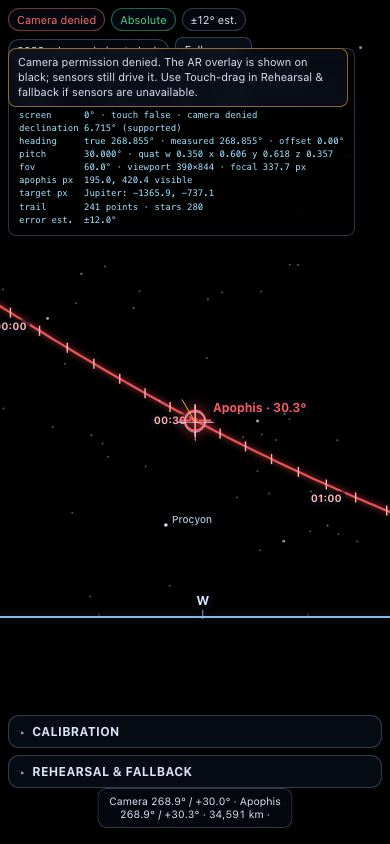 Camera denied
Absolute
±12° est.
Camera permission denied. The AR overlay is shown on
black; sensors still drive it. Use Touch-drag in Rehearsal &
fallback if sensors are unavailable.
screen 0° · touch false · camera denied
declination 6.715° (supported)
heading true 268.855° · measured 268.855° · offset 0.00°
pitch 30.000° · quat w 0.350 x 0.606 y 0.618 z 0.357
fov 60.0° · viewport 390×844 · focal 337.7 px
apophis px 195.0, 420.4 visible
target px Jupiter: −1365.9, −737.1
trail 241 points · stars 280
error est. ±12.0°
Apophis · 30.3°
00:30
01:00
Procyon
W
▸ CALIBRATION
▸ REHEARSAL & FALLBACK
Camera 268.9° / +30.0° · Apophis
268.9° / +30.3° · 34,591 km ·